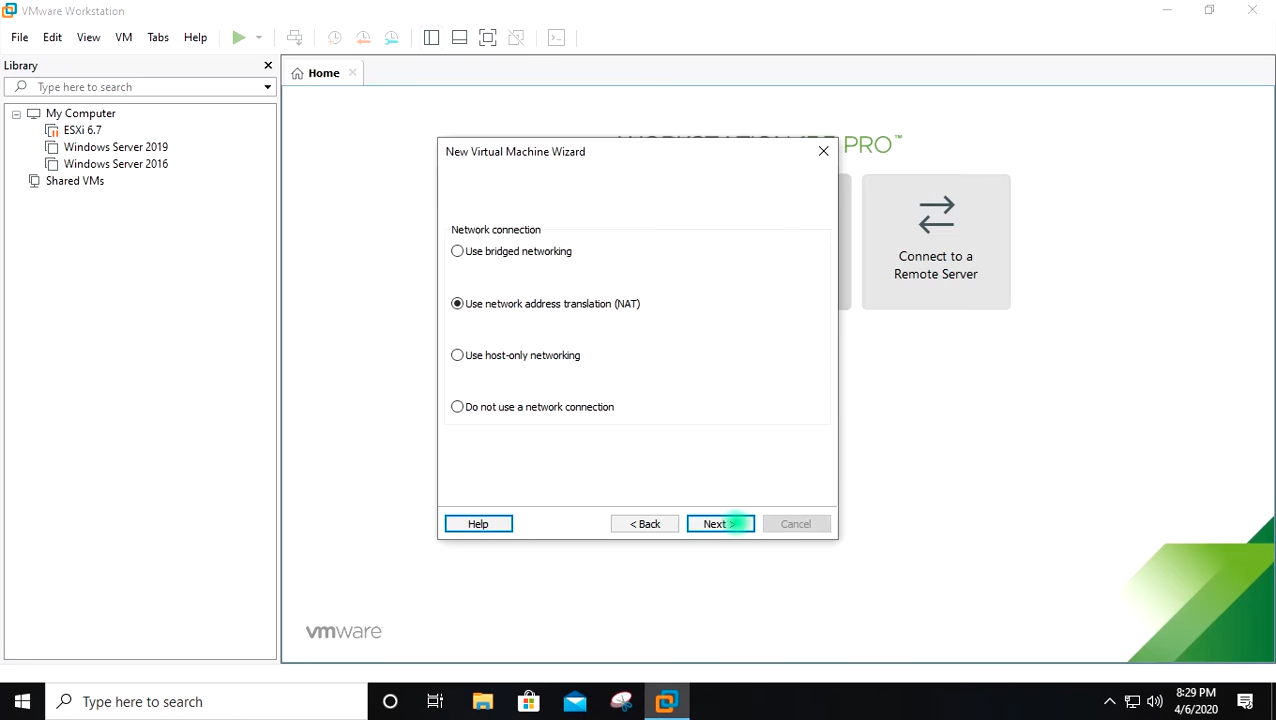 VMware Workstation
File Edit View VM Tabs Help
Library
Type here to search
My Computer
ESXi 6.7
Windows Server 2019
Windows Server 2016
Shared VMs
Home
PRO™
New Virtual Machine Wizard
Network connection
Use bridged networking
Use network address translation (NAT)
Use host-only networking
Do not use a network connection
Help
< Back
Next >
Cancel
Connect to a
Remote Server
vmware
Type here to search
8:29 PM
4/6/2020